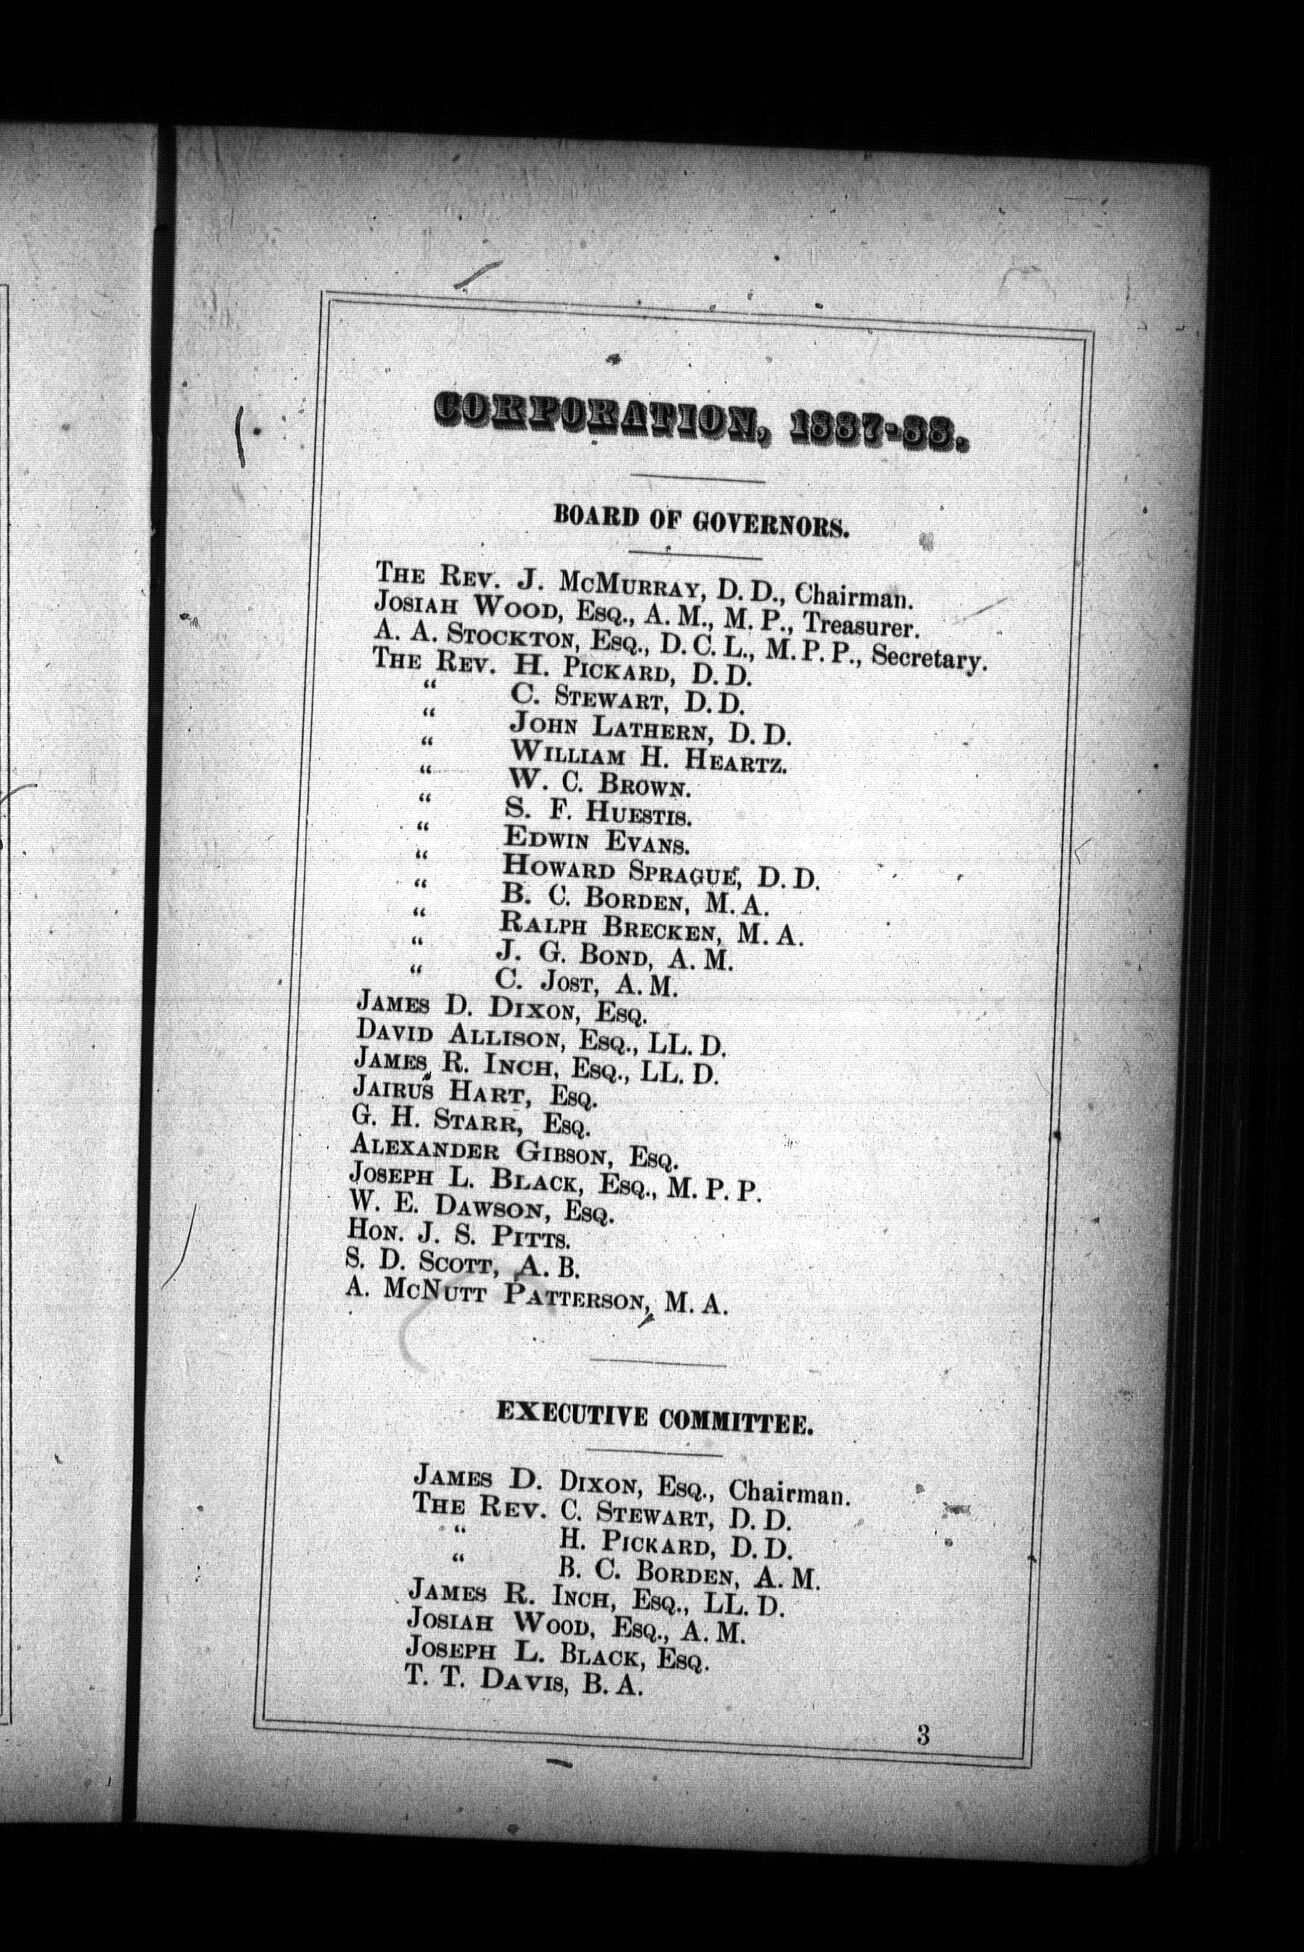 CORPORATION, 1887-88.
BOARD OF GOVERNORS.
THE REV. J. MCMURRAY, D. D., Chairman.
JOSIAH WOOD, ESQ., A. M., M. P., Treasurer.
A. A. STOCKTON, ESQ., D. C. L., M. P. P., Secretary.
THE REV. H. PICKARD, D. D.
“ C. STEWART, D. D.
“ JOHN LATHERN, D. D.
“ WILLIAM H. HEARTZ.
“ W. C. BROWN.
“ S. F. HUESTIS.
“ EDWIN EVANS.
“ HOWARD SPRAGUE, D. D.
“ B. C. BORDEN, M. A.
“ RALPH BRECKEN, M. A.
“ J. G. BOND, A. M.
“ C. JOST, A. M.
JAMES D. DIXON, ESQ.
DAVID ALLISON, ESQ., LL. D.
JAMES R. INCH, ESQ., LL. D.
JAIRUS HART, ESQ.
G. H. STARR, ESQ.
ALEXANDER GIBSON, ESQ.
JOSEPH L. BLACK, ESQ., M. P. P.
W. E. DAWSON, ESQ.
HON. J. S. PITTS.
S. D. SCOTT, A. B.
A. MCNUTT PATTERSON, M. A.
EXECUTIVE COMMITTEE.
JAMES D. DIXON, ESQ., Chairman.
THE REV. C. STEWART, D. D.
“ H. PICKARD, D. D.
“ B. C. BORDEN, A. M.
JAMES R. INCH, ESQ., LL. D.
JOSIAH WOOD, ESQ., A. M.
JOSEPH L. BLACK, ESQ.
T. T. DAVIS, B. A.
3